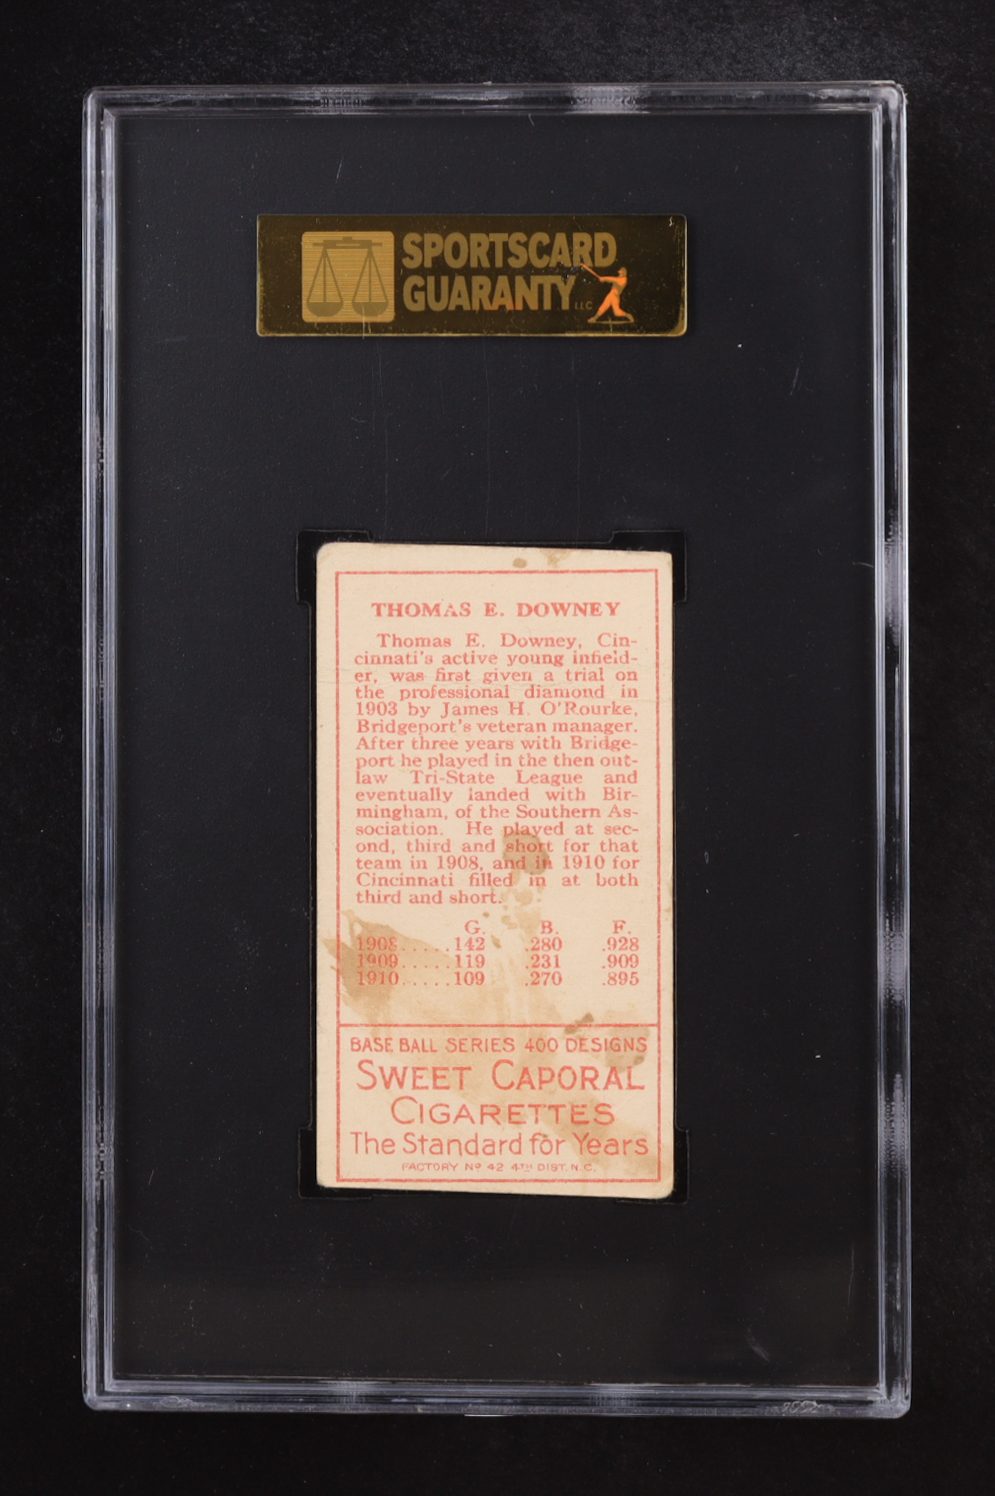 SPORTSCARD
GUARANTY LLC
THOMAS E. DOWNEY
Thomas E. Downey, Cin-
cinnati's active young infield-
er, was first given a trial on
the professional diamond in
1903 by James H. O'Rourke,
Bridgeport's veteran manager.
After three years with Bridge-
port he played in the then out-
law Tri-State League and
eventually landed with Bir-
mingham, of the Southern As-
sociation. He played at sec-
ond, third and short for that
team in 1908, and in 1910 for
Cincinnati filled in at both
third and short.
G. B. F.
1908.....142 .280 .928
1909.....119 .231 .909
1910.....109 .270 .895
BASE BALL SERIES 400 DESIGNS
SWEET CAPORAL
CIGARETTES
The Standard for Years
FACTORY No 42 4TH DIST. N.C.